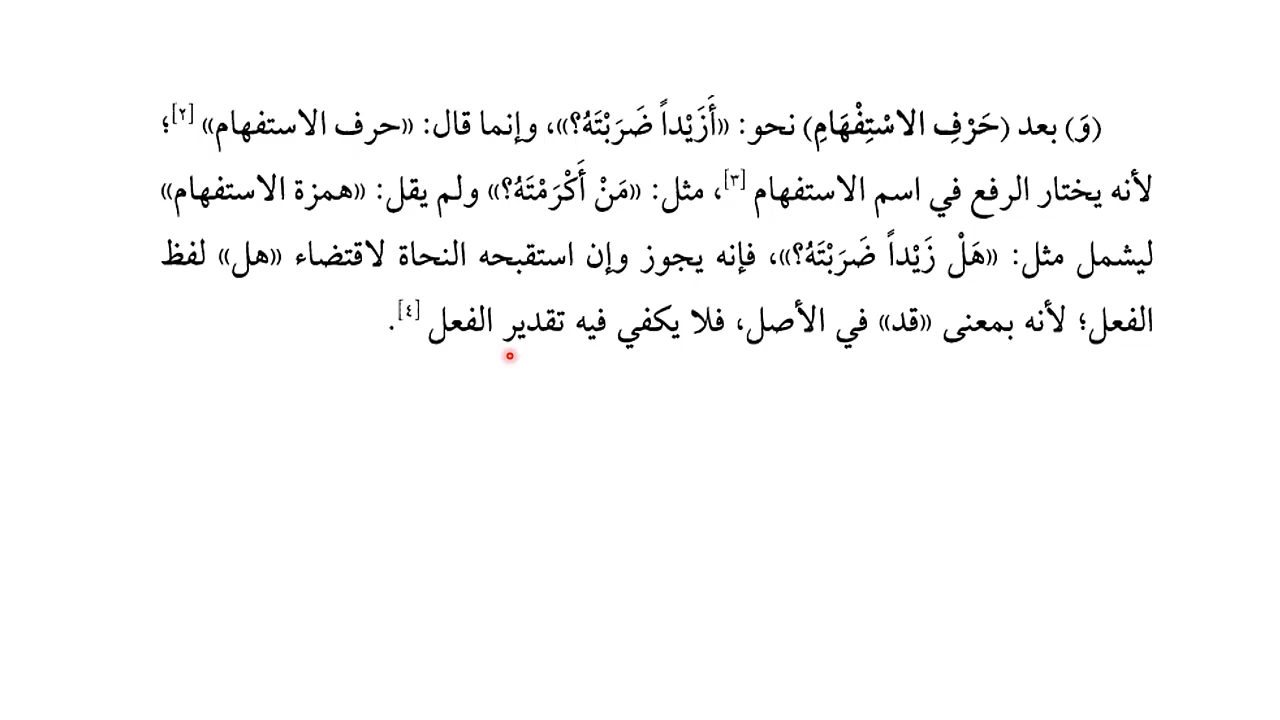 (وَ) بعد (حَرْفِ الاسْتِفْهَامِ) نحو: «أَزَيْداً ضَرَبْتَهُ؟»، وإنما قال: «حرف الاستفهام» [٢]؛
لأنه يختار الرفع في اسم الاستفهام [٣]، مثل: «مَنْ أَكْرَمْتَهُ؟» ولم يقل: «همزة الاستفهام»
ليشمل مثل: «هَلْ زَيْداً ضَرَبْتَهُ؟»، فإنه يجوز وإن استقبحه النحاة لاقتضاء «هل» لفظ
الفعل؛ لأنه بمعنى «قد» في الأصل، فلا يكفي فيه تقدير الفعل [٤].